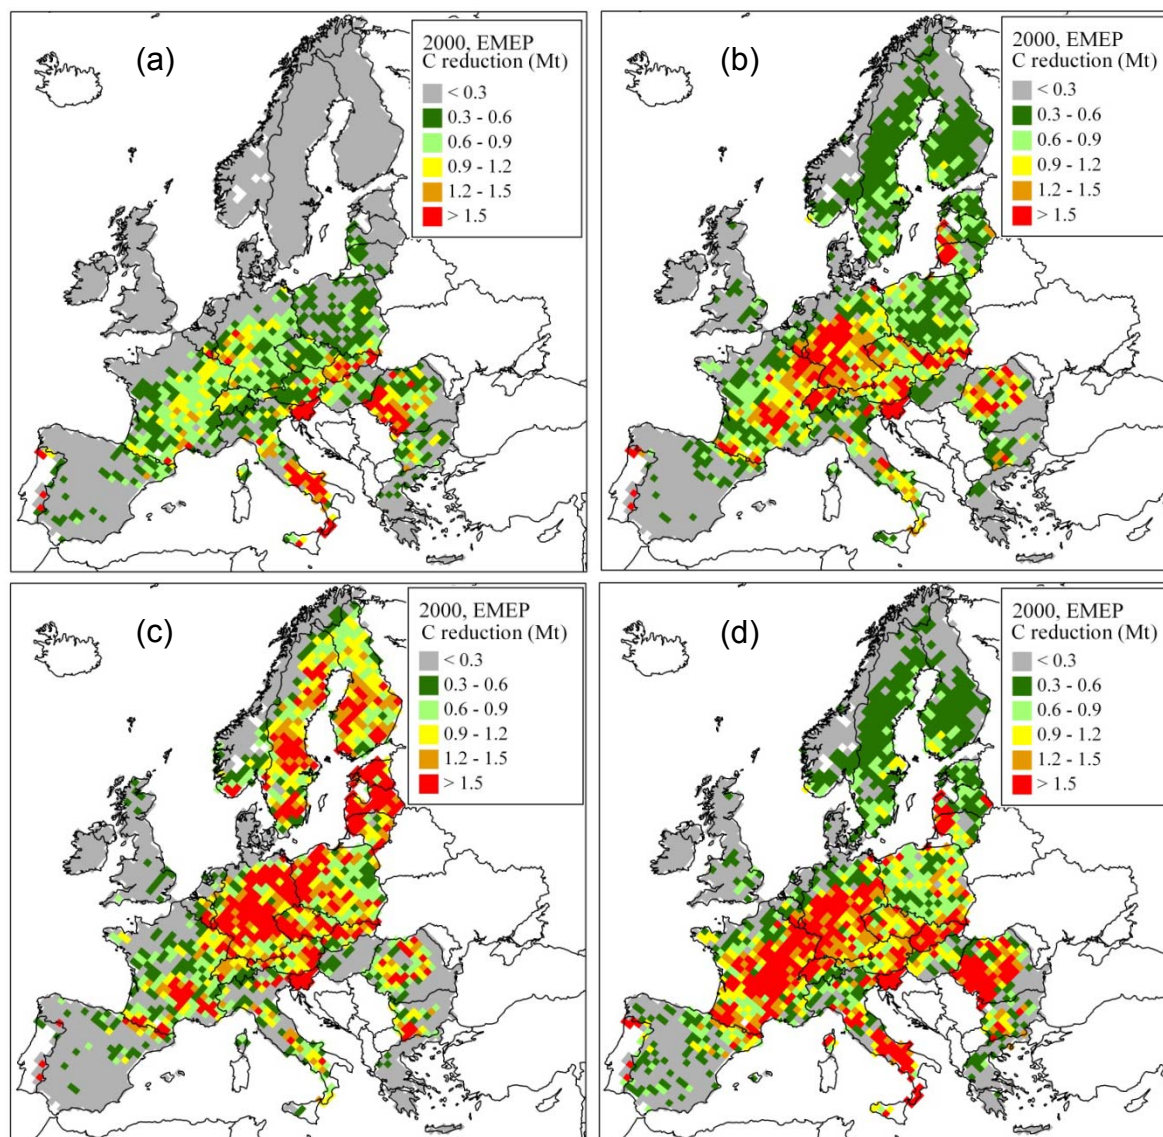 (a)
2000, EMEP
C reduction (Mt)
< 0.3
0.3 - 0.6
0.6 - 0.9
0.9 - 1.2
1.2 - 1.5
> 1.5
(b)
2000, EMEP
C reduction (Mt)
< 0.3
0.3 - 0.6
0.6 - 0.9
0.9 - 1.2
1.2 - 1.5
> 1.5
(c)
2000, EMEP
C reduction (Mt)
< 0.3
0.3 - 0.6
0.6 - 0.9
0.9 - 1.2
1.2 - 1.5
> 1.5
(d)
2000, EMEP
C reduction (Mt)
< 0.3
0.3 - 0.6
0.6 - 0.9
0.9 - 1.2
1.2 - 1.5
> 1.5